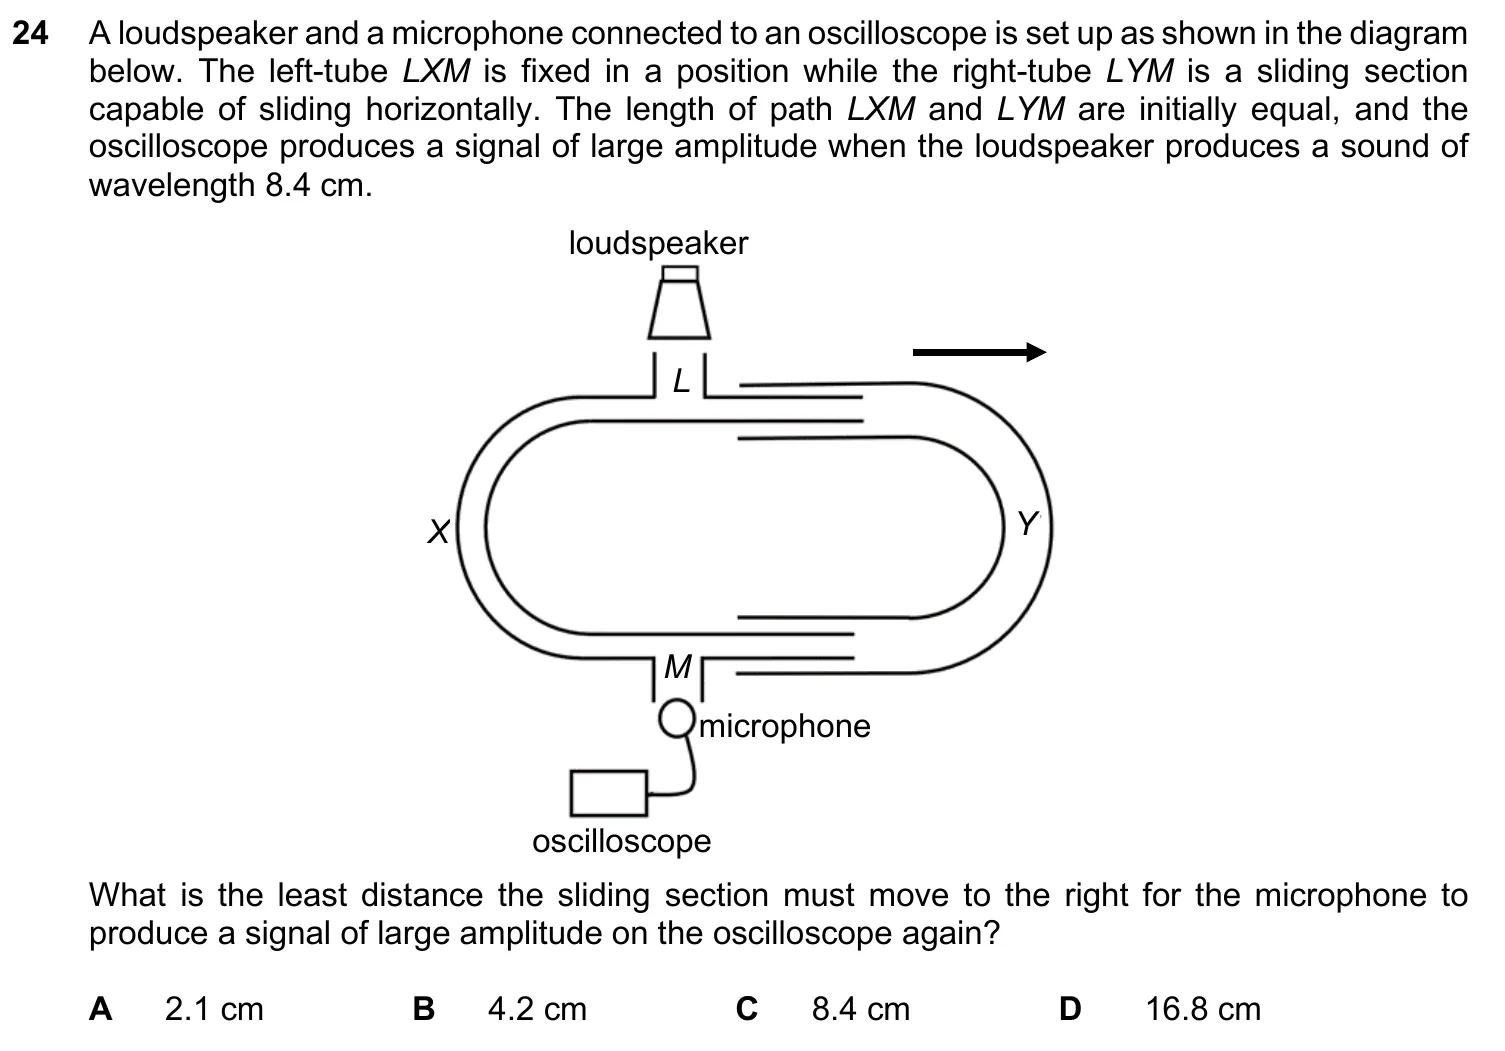 24 A loudspeaker and a microphone connected to an oscilloscope is set up as shown in the diagram
below. The left-tube LXM is fixed in a position while the right-tube LYM is a sliding section
capable of sliding horizontally. The length of path LXM and LYM are initially equal, and the
oscilloscope produces a signal of large amplitude when the loudspeaker produces a sound of
wavelength 8.4 cm.
loudspeaker
L
X
Y
M
microphone
oscilloscope
What is the least distance the sliding section must move to the right for the microphone to
produce a signal of large amplitude on the oscilloscope again?
A 2.1 cm B 4.2 cm C 8.4 cm D 16.8 cm